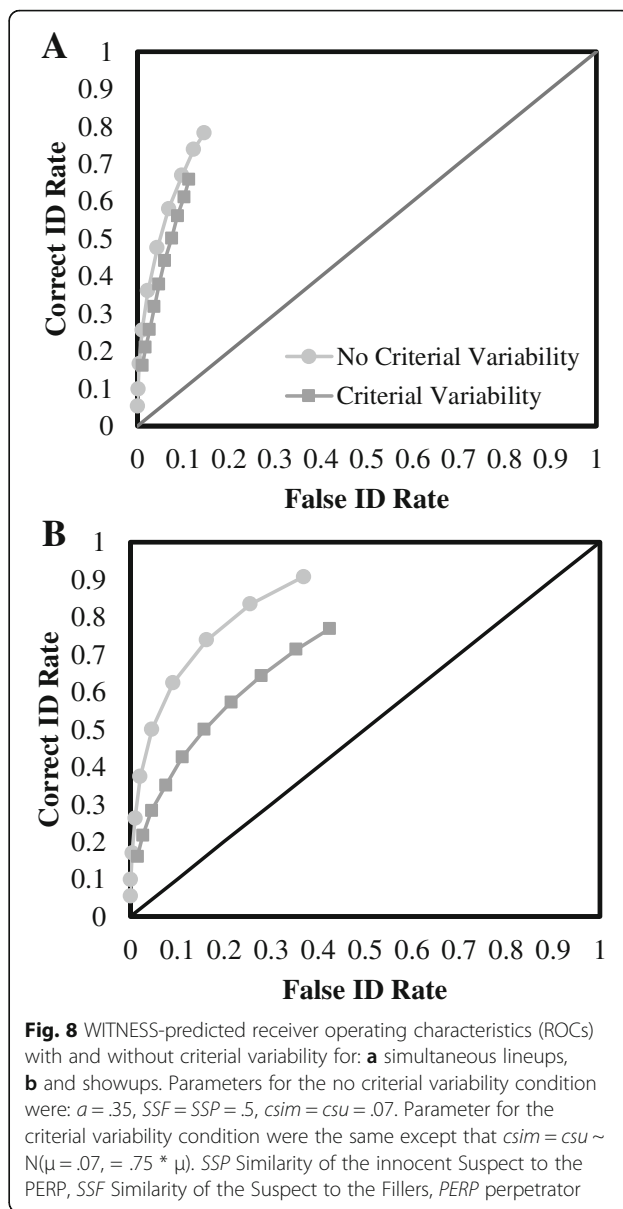 A
1
0.9
0.8
0.7
0.6
0.5
0.4
0.3
0.2
0.1
0
Correct ID Rate
No Criterial Variability
Criterial Variability
0 0.1 0.2 0.3 0.4 0.5 0.6 0.7 0.8 0.9 1
False ID Rate
B
1
0.9
0.8
0.7
0.6
0.5
0.4
0.3
0.2
0.1
0
Correct ID Rate
0 0.1 0.2 0.3 0.4 0.5 0.6 0.7 0.8 0.9 1
False ID Rate
Fig. 8 WITNESS-predicted receiver operating characteristics (ROCs)
with and without criterial variability for: a simultaneous lineups,
b and showups. Parameters for the no criterial variability condition
were: a = .35, SSF = SSP = .5, csim = csu = .07. Parameter for the
criterial variability condition were the same except that csim = csu ~
N(μ = .07, = .75 * μ). SSP Similarity of the innocent Suspect to the
PERP, SSF Similarity of the Suspect to the Fillers, PERP perpetrator